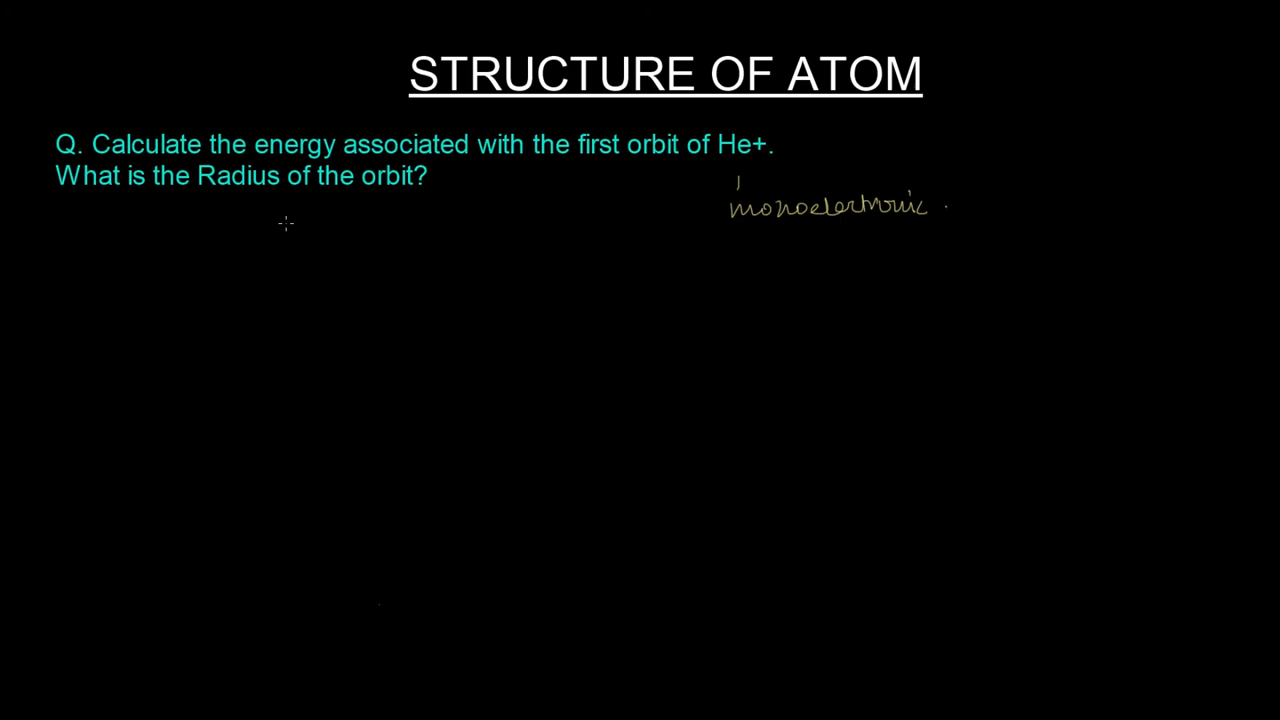 STRUCTURE OF ATOM
Q. Calculate the energy associated with the first orbit of He+.
What is the Radius of the orbit?
monoelectronic.